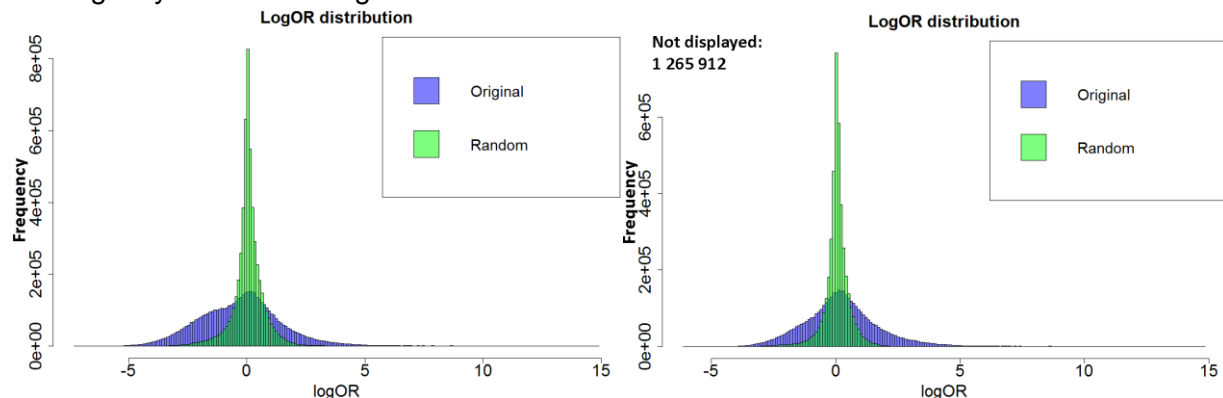 LogOR distribution
Original
Random
Frequency
0e+00 2e+05 4e+05 6e+05 8e+05
-5 0 5 10 15
logOR
LogOR distribution
Not displayed:
1 265 912
Original
Random
Frequency
0e+00 2e+05 4e+05 6e+05
-5 0 5 10 15
logOR